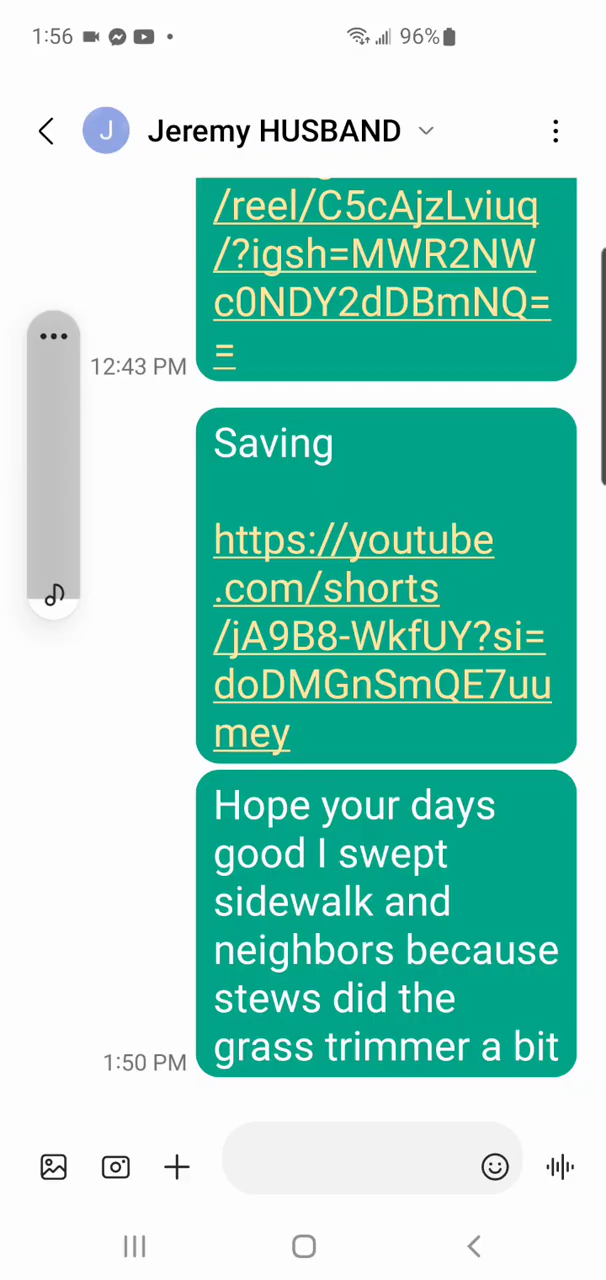 1:56
96%
J
Jeremy HUSBAND
/reel/C5cAjzLviuq
/?igsh=MWR2NW
c0NDY2dDBmNQ=
=
12:43 PM
Saving
https://youtube
.com/shorts
/jA9B8-WkfUY?si=
doDMGnSmQE7uu
mey
Hope your days
good I swept
sidewalk and
neighbors because
stews did the
grass trimmer a bit
1:50 PM